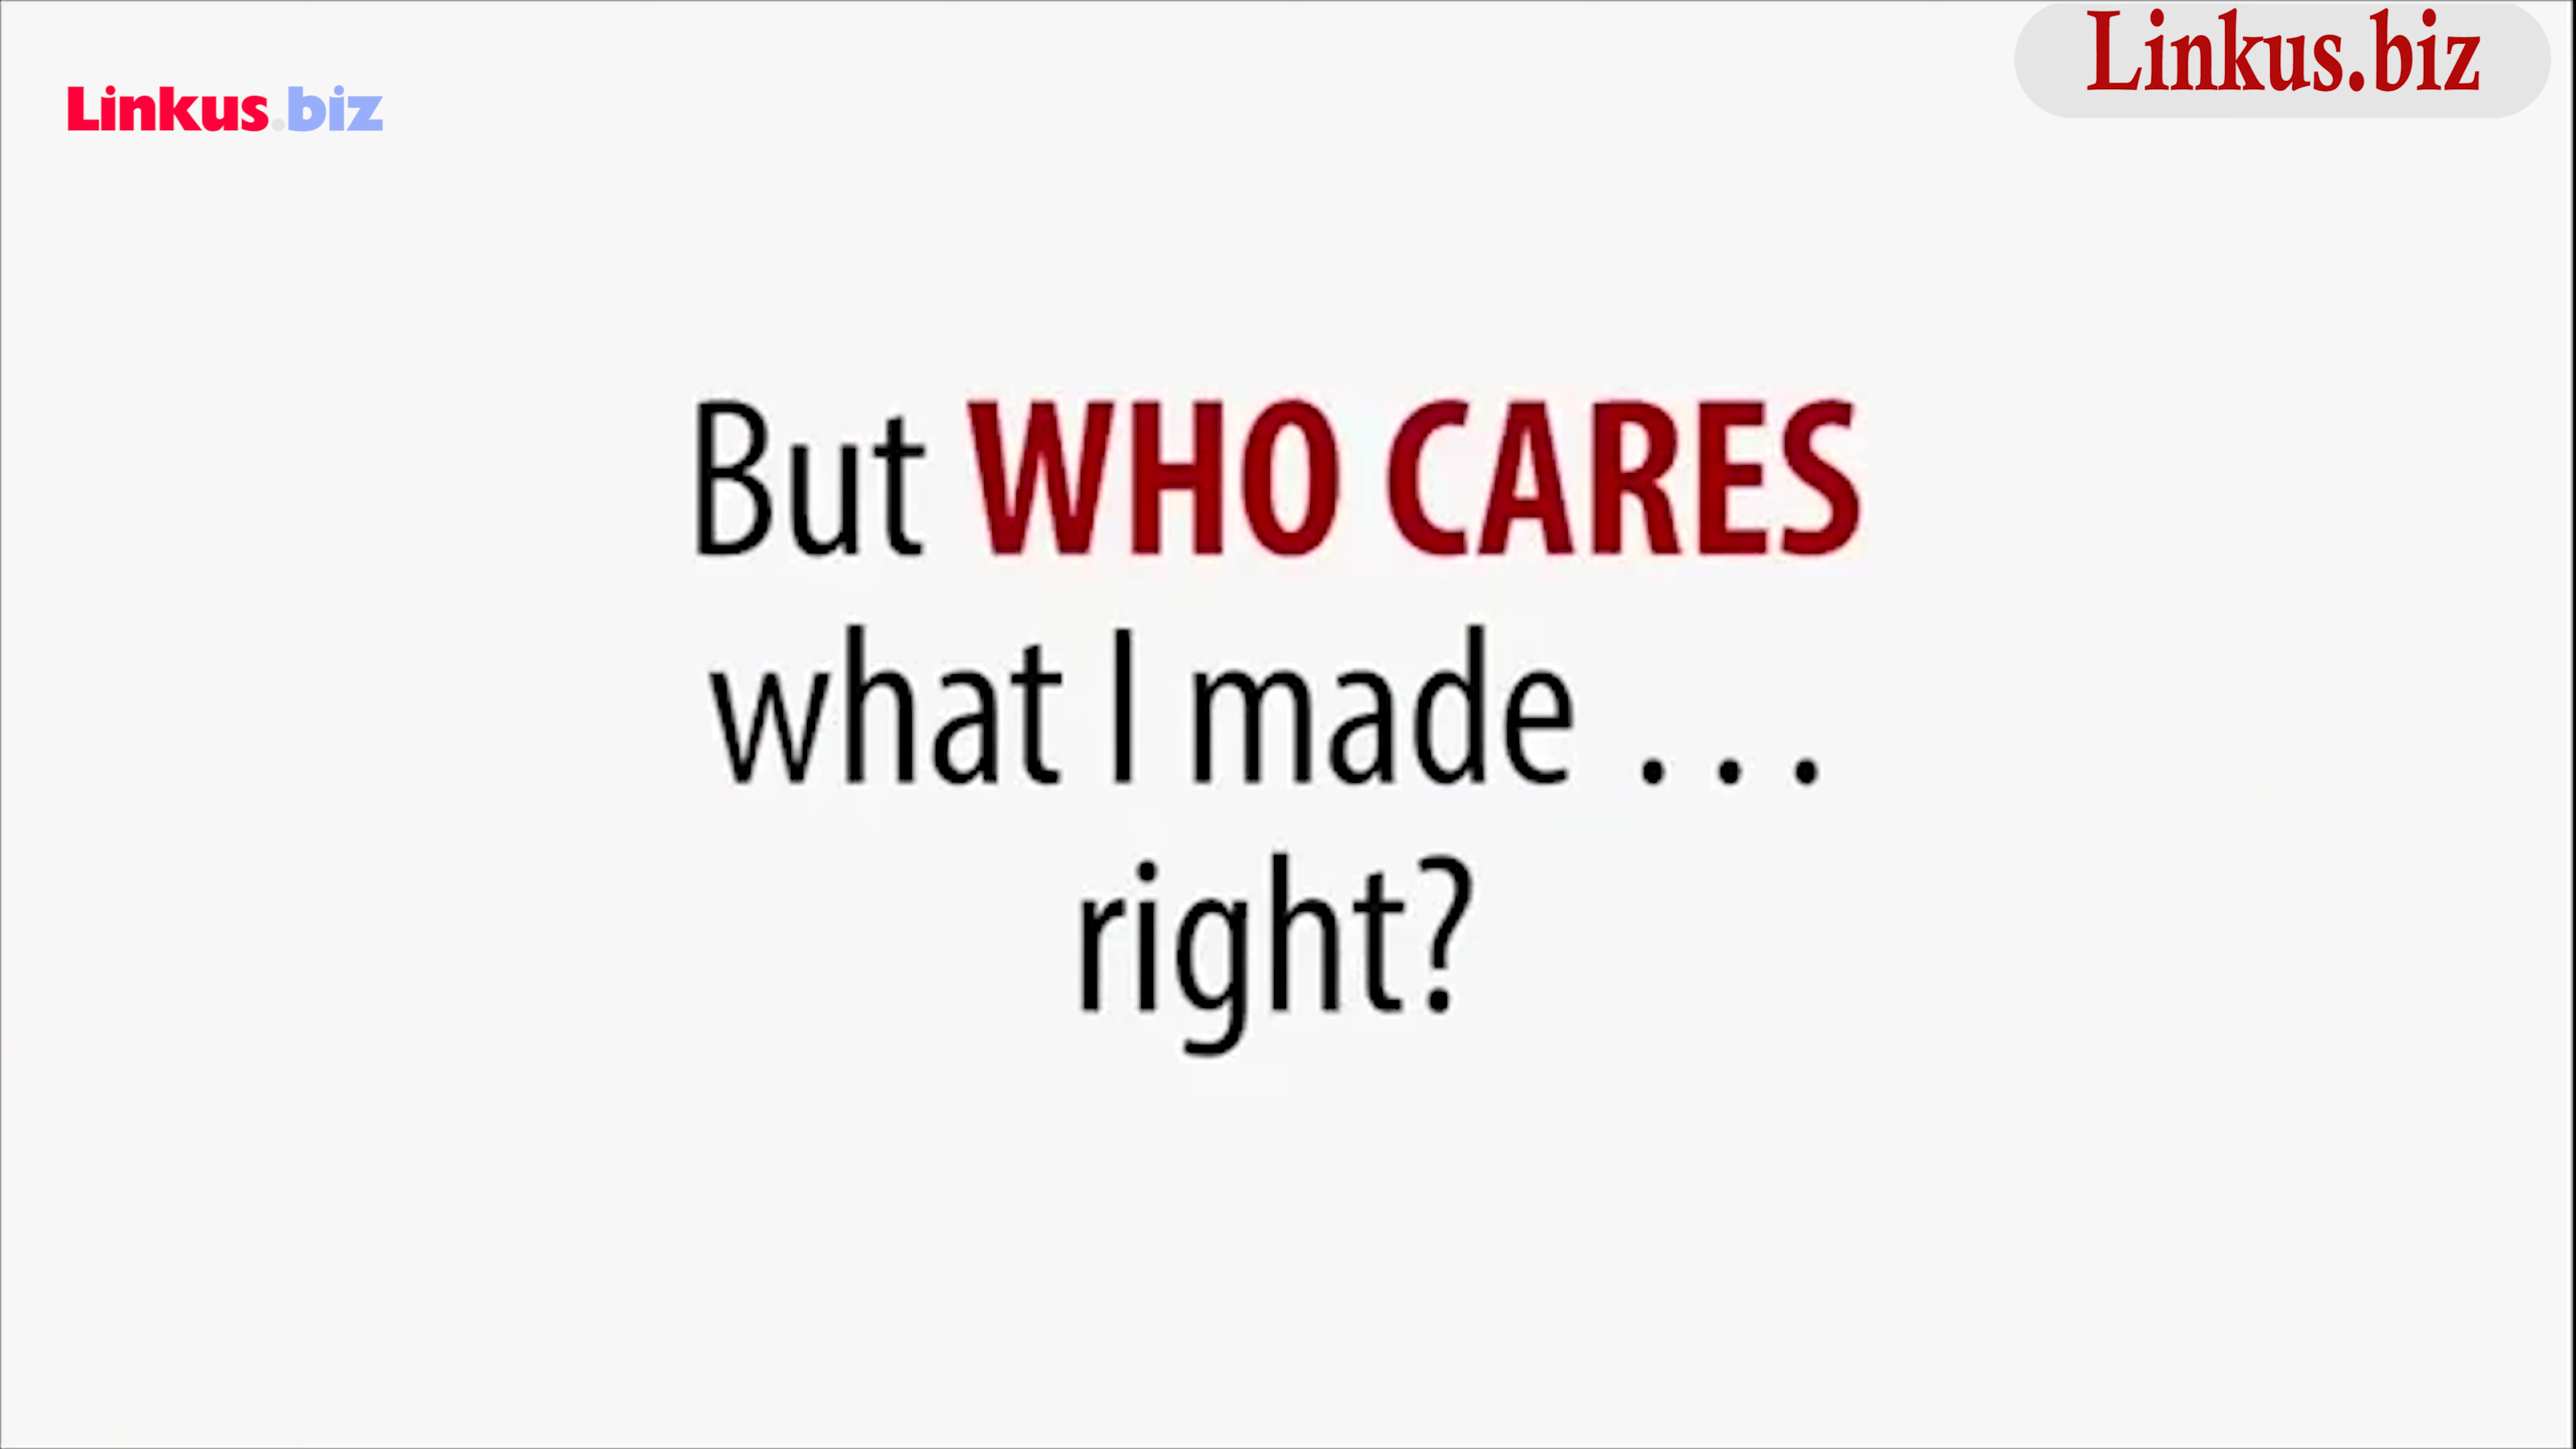 Linkus.biz
Linkus.biz
But WHO CARES
what I made . . .
right?